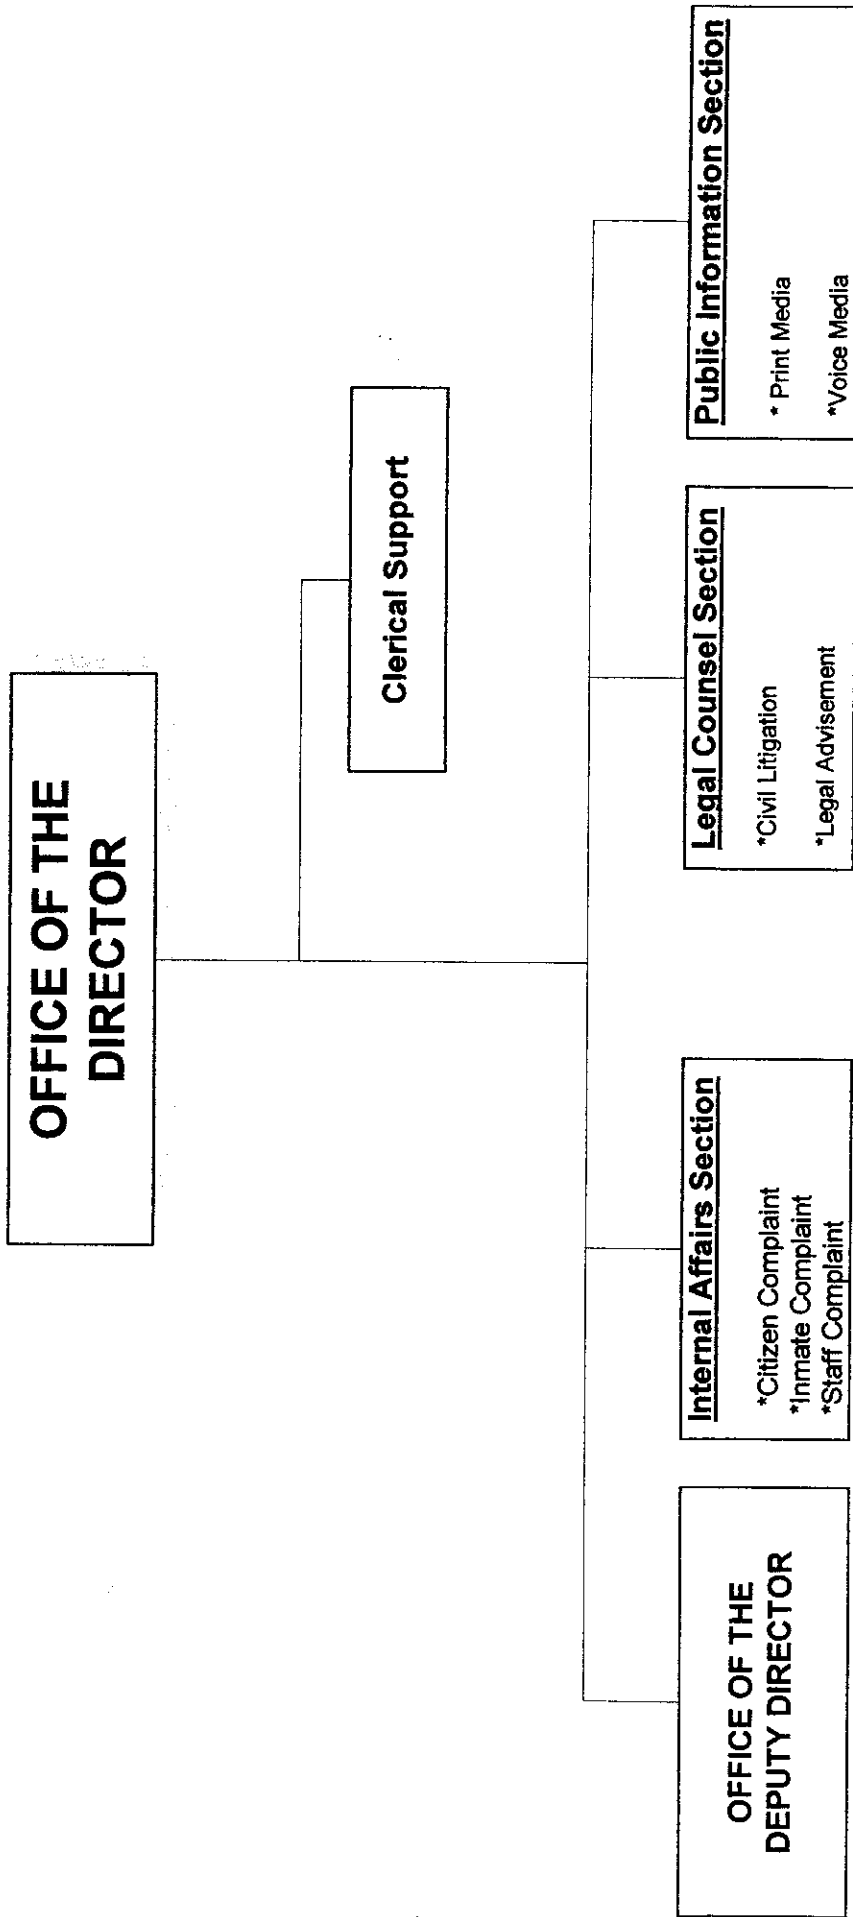 OFFICE OF THE
DIRECTOR
Clerical Support
OFFICE OF THE
DEPUTY DIRECTOR
Internal Affairs Section
*Citizen Complaint
*Inmate Complaint
*Staff Complaint
Legal Counsel Section
*Civil Litigation
*Legal Advisement
Public Information Section
* Print Media
*Voice Media